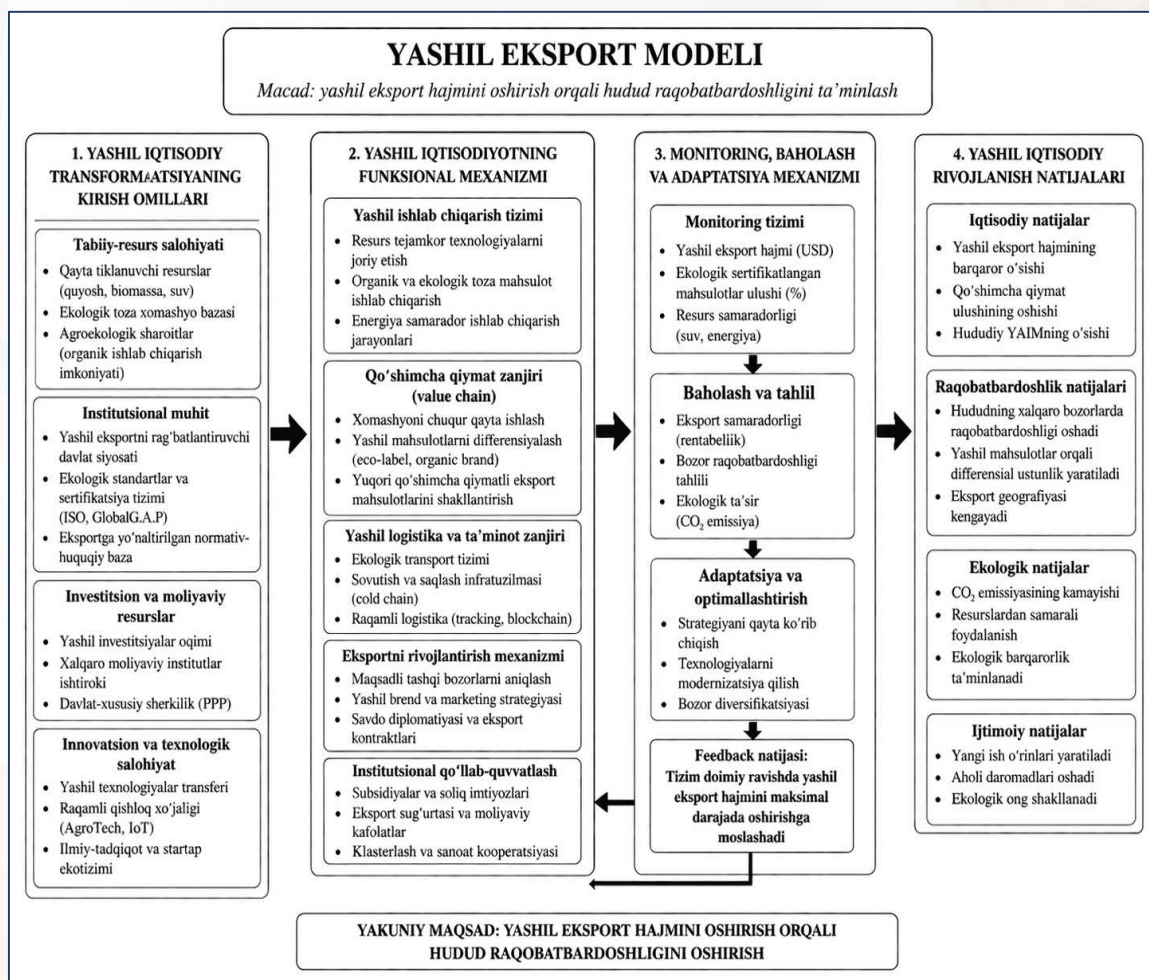 YASHIL EKSPORT MODELI
Macad: yashil eksport hajmini oshirish orqali hudud raqobatbardoshligini ta’minlash
1. YASHIL IQTISODIY
TRANSFORMATSIYANING
KIRISH OMILLARI
Tabiiy-resurs salohiyati
• Qayta tiklanuvchi resurslar
(quyosh, biomassa, suv)
• Ekologik toza xomashyo bazasi
• Agroekologik sharoitlar
(organik ishlab chiqarish
imkoniyati)
Institutsional muhit
• Yashil eksportni rag‘batlantiruvchi
davlat siyosati
• Ekologik standartlar va
sertifikatsiya tizimi
(ISO, GlobalG.A.P)
• Eksportga yo‘naltirilgan normativ-
huquqiy baza
Investitsion va moliyaviy
resurslar
• Yashil investitsiyalar oqimi
• Xalqaro moliyaviy institutlar
ishtiroki
• Davlat-xususiy sherkilik (PPP)
Innovatsion va texnologik
salohiyat
• Yashil texnologiyalar transferi
• Raqamli qishloq xo‘jaligi
(AgroTech, IoT)
• Ilmiy-tadqiqot va startap
ekotizimi
2. YASHIL IQTISODIYOTNING
FUNKSIONAL MEXANIZMI
Yashil ishlab chiqarish tizimi
• Resurs tejamkor texnologiyalarni
joriy etish
• Organik va ekologik toza mahsulot
ishlab chiqarish
• Energiya samarador ishlab chiqarish
jarayonlari
Qo‘shimcha qiymat zanjiri
(value chain)
• Xomashyoni chuqur qayta ishlash
• Yashil mahsulotlarni differensiyalash
(eco-label, organic brand)
• Yuqori qo‘shimcha qiymatli eksport
mahsulotlarini shakllantirish
Yashil logistika va ta’minot zanjiri
• Ekologik transport tizimi
• Sovutish va saqlash infratuzilmasi
(cold chain)
• Raqamli logistika (tracking, blockchain)
Eksportni rivojlantirish mexanizmi
• Maqsadli tashqi bozorlarni aniqlash
• Yashil brend va marketing strategiyasi
• Savdo diplomatiyasi va eksport
kontraktlari
Institutsional qo‘llab-quvvatlash
• Subsidiyalar va soliq imtiyozlari
• Eksport sug‘urtasi va moliyaviy
kafolatlar
• Klasterlash va sanoat kooperatsiyasi
3. MONITORING, BAHOLASH
VA ADAPTATSIYA MEXANIZMI
Monitoring tizimi
• Yashil eksport hajmi (USD)
• Ekologik sertifikatlangan
mahsulotlar ulushi (%)
• Resurs samaradorligi
(suv, energiya)
Baholash va tahlil
• Eksport samaradorligi
(rentabeliik)
• Bozor raqobatbardoshligi
tahlili
• Ekologik ta’sir
(CO₂ emissiya)
Adaptatsiya va
optimallashtirish
• Strategiyani qayta ko‘rib
chiqish
• Texnologiyalarni
modernizatsiya qilish
• Bozor diversifikatsiyasi
Feedback natijasi:
Tizim doimiy ravishda yashil
eksport hajmini maksimal
darajada oshirishga
moslashadi
4. YASHIL IQTISODIY
RIVOJLANISH NATIJALARI
Iqtisodiy natijalar
• Yashil eksport hajmining
barqaror o‘sishi
• Qo‘shimcha qiymat
ulushining oshishi
• Hududiy YAIMning o‘sishi
Raqobatbardoshlik natijalari
• Hududning xalqaro bozorlarda
raqobatbardoshligi oshadi
• Yashil mahsulotlar orqali
differensial ustunlik yaratiladi
• Eksport geografiyasi
kengayadi
Ekologik natijalar
• CO₂ emissiyasining kamayishi
• Resurslardan samarali
foydalanish
• Ekologik barqarorlik
ta’minlanadi
Ijtimoiy natijalar
• Yangi ish o‘rinlari yaratiladi
• Aholi daromadlari oshadi
• Ekologik ong shakllanadi
YAKUNIY MAQSAD: YASHIL EKSPORT HAJMINI OSHIRISH ORQALI
HUDUD RAQOBATBARDOSHLIGINI OSHIRISH